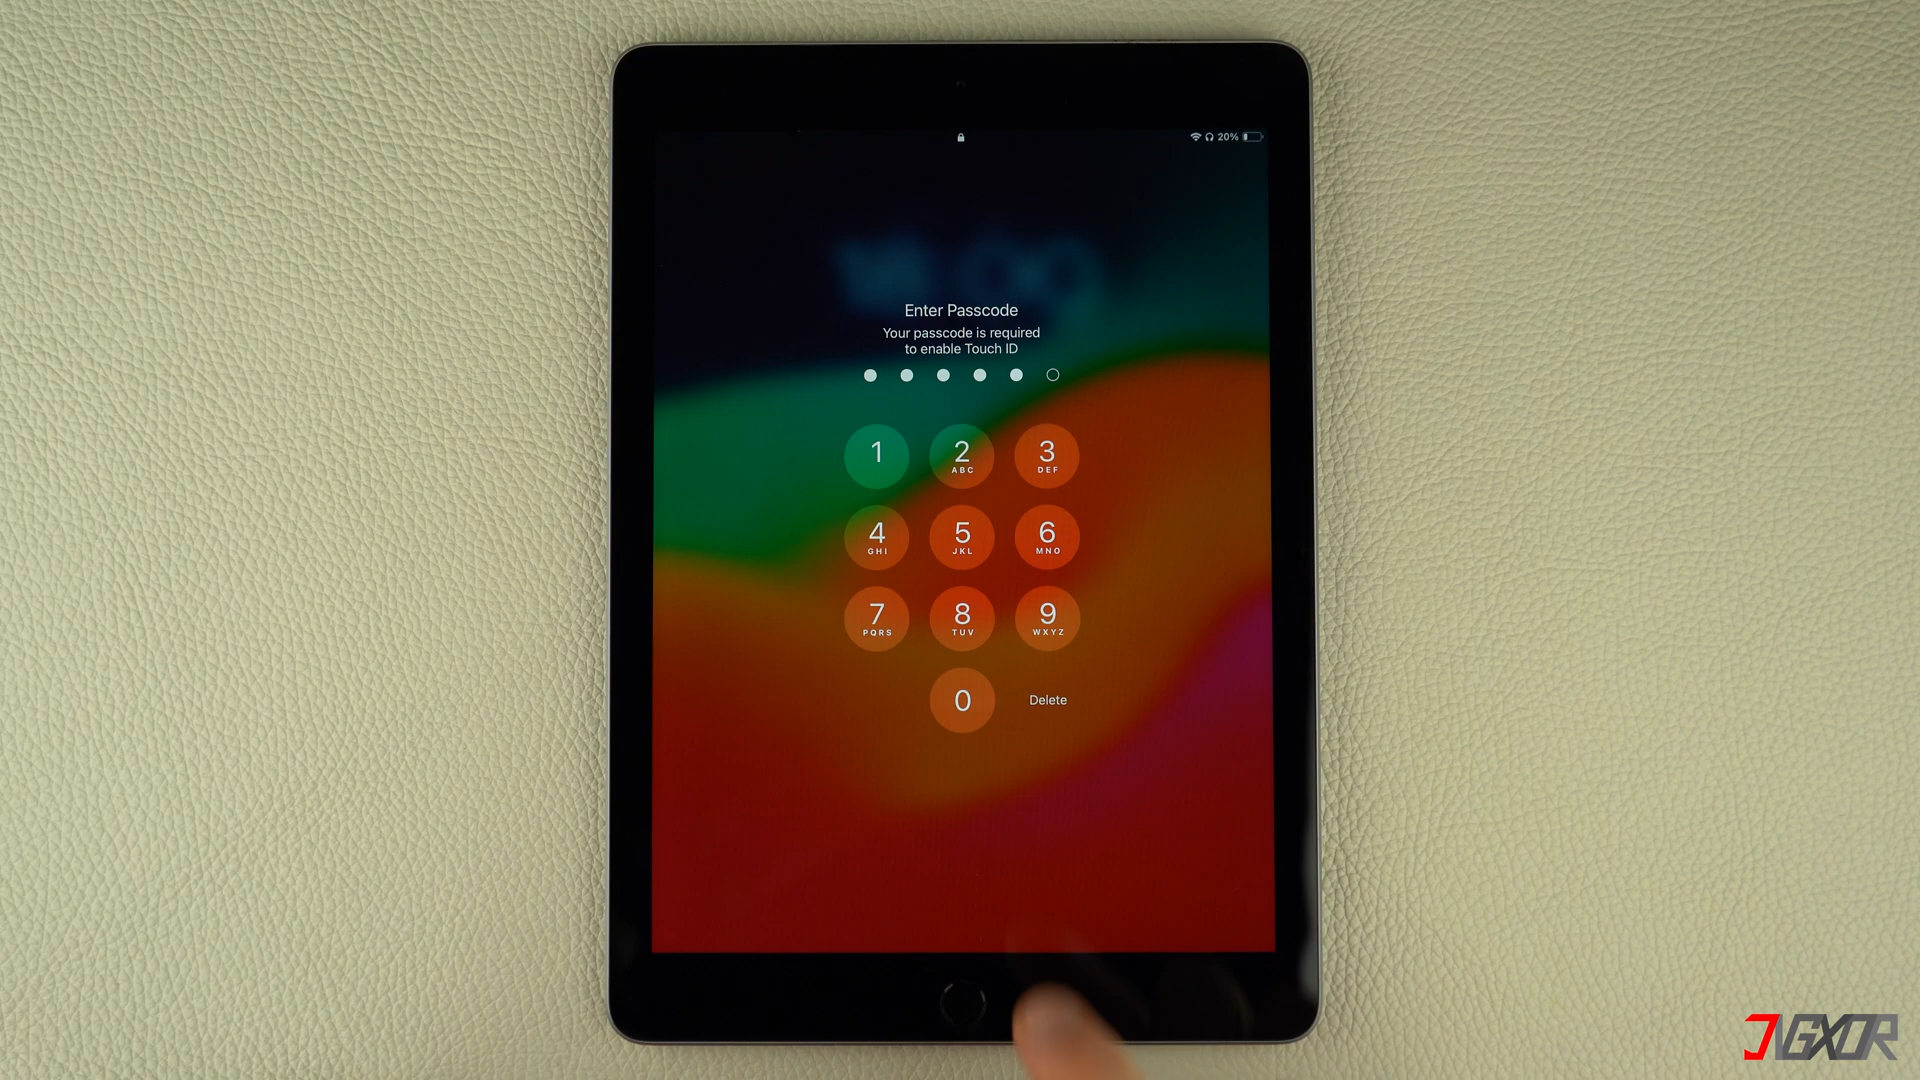 20%
Enter Passcode
Your passcode is required
to enable Touch ID
1
2
ABC
3
DEF
4
GHI
5
JKL
6
MNO
7
PQRS
8
TUV
9
WXYZ
0
Delete
JIGXOR